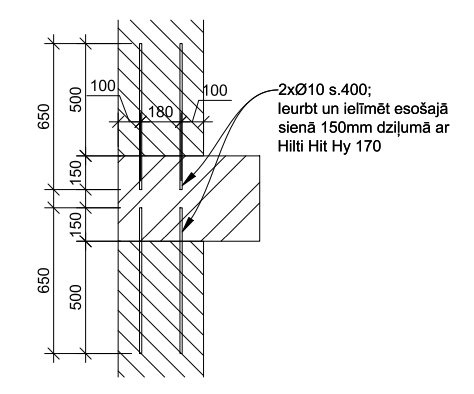 2xØ10 s.400;
Ieurbt un ielīmēt esošajā
sienā 150mm dziļumā ar
Hilti Hit Hy 170
100
180
100
650
500
150
150
650
500